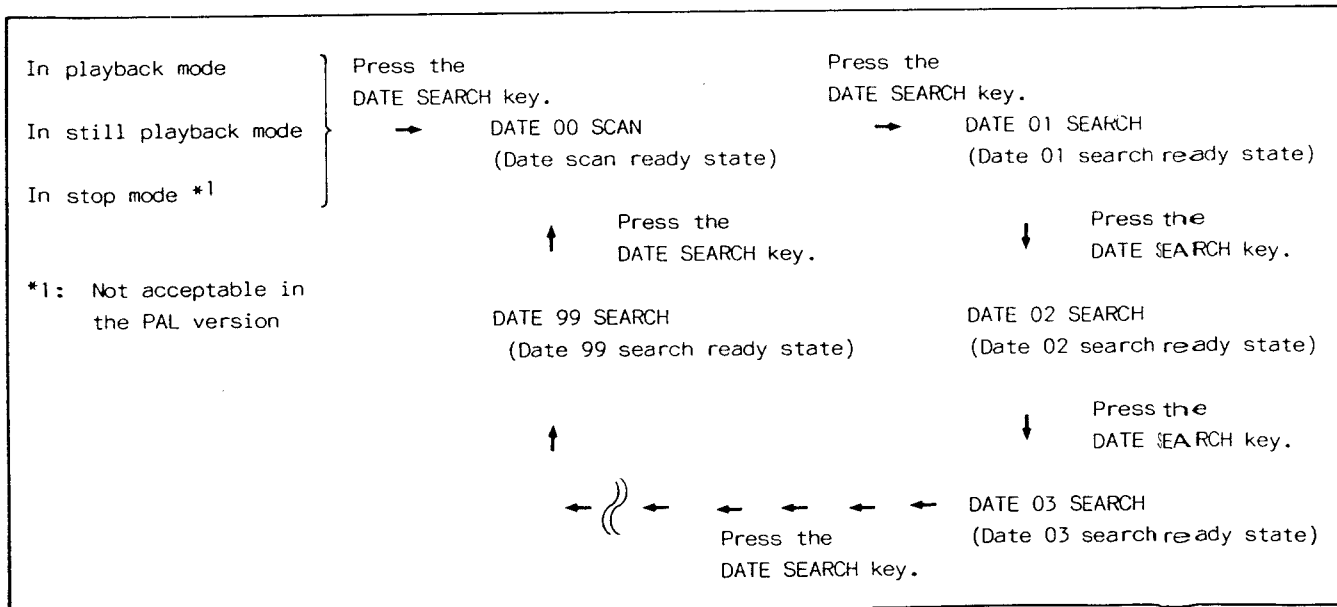 In playback mode
In still playback mode
In stop mode *1
*1: Not acceptable in
the PAL version
Press the
DATE SEARCH key.
DATE 00 SCAN
(Date scan ready state)
Press the
DATE SEARCH key.
DATE 01 SEARCH
(Date 01 search ready state)
Press the
DATE SEARCH key.
DATE 02 SEARCH
(Date 02 search ready state)
Press the
DATE SEARCH key.
DATE 03 SEARCH
(Date 03 search ready state)
Press the
DATE SEARCH key.
DATE 99 SEARCH
(Date 99 search ready state)
Press the
DATE SEARCH key.